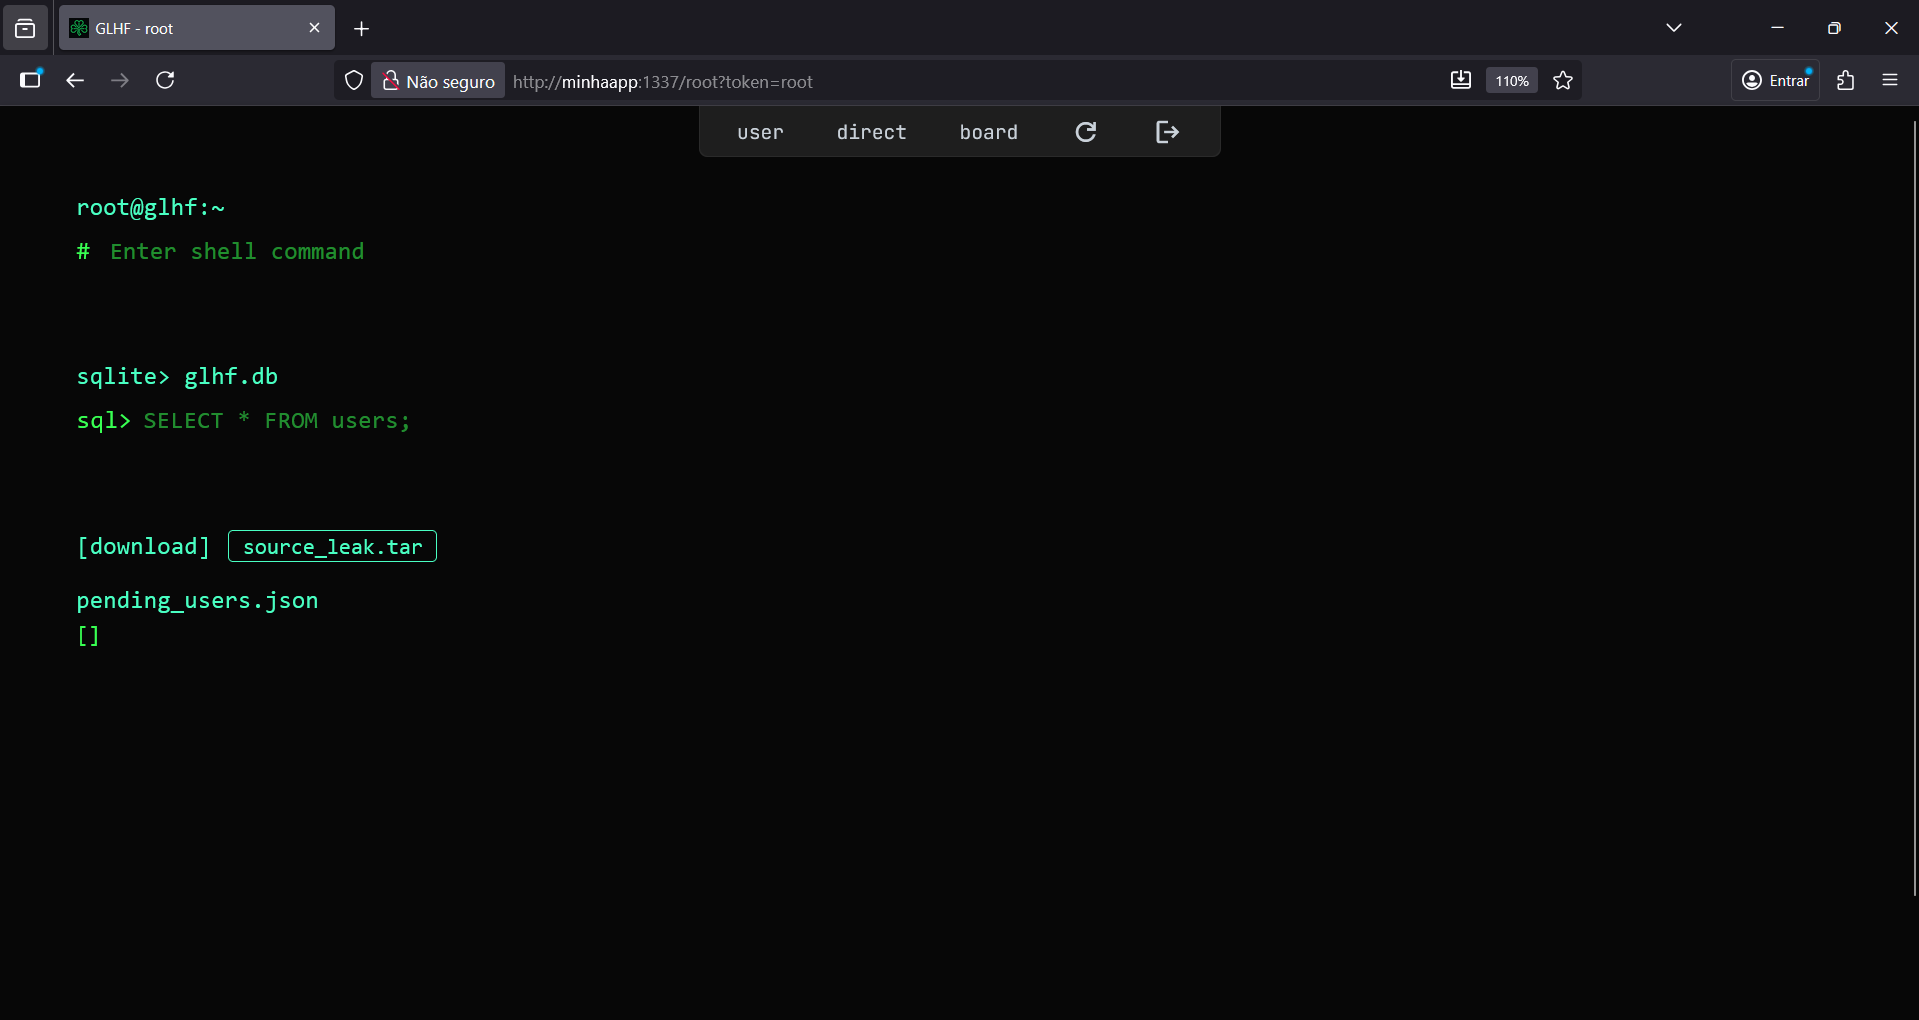 GLHF - root
Não seguro
http://minhaapp:1337/root?token=root
110%
Entrar
user
direct
board
root@glhf:~
# Enter shell command
sqlite> glhf.db
sql> SELECT * FROM users;
[download] source_leak.tar
pending_users.json
[]